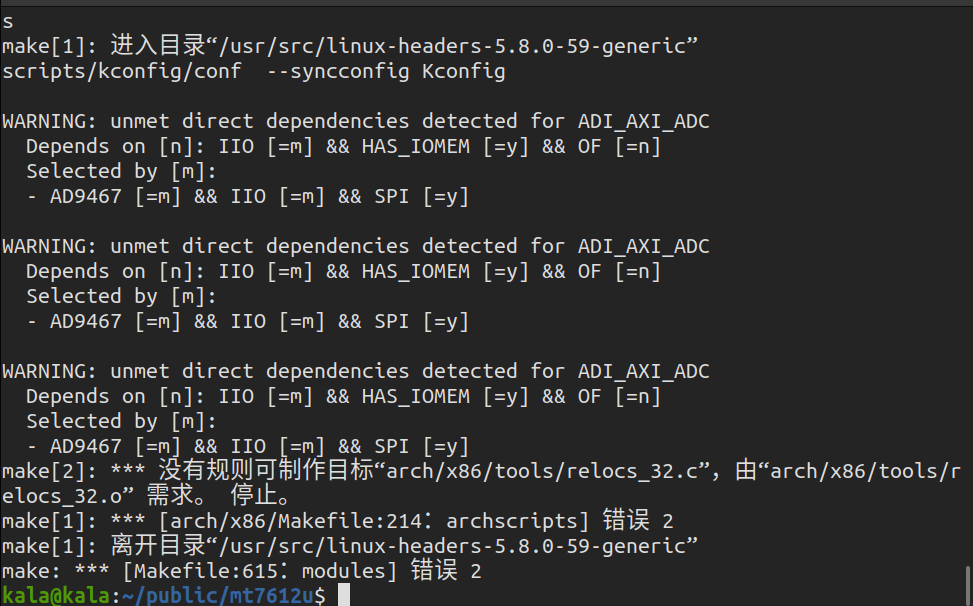 s
make[1]: 进入目录“/usr/src/linux-headers-5.8.0-59-generic”
scripts/kconfig/conf  --syncconfig Kconfig

WARNING: unmet direct dependencies detected for ADI_AXI_ADC
  Depends on [n]: IIO [=m] && HAS_IOMEM [=y] && OF [=n]
  Selected by [m]:
  - AD9467 [=m] && IIO [=m] && SPI [=y]

WARNING: unmet direct dependencies detected for ADI_AXI_ADC
  Depends on [n]: IIO [=m] && HAS_IOMEM [=y] && OF [=n]
  Selected by [m]:
  - AD9467 [=m] && IIO [=m] && SPI [=y]

WARNING: unmet direct dependencies detected for ADI_AXI_ADC
  Depends on [n]: IIO [=m] && HAS_IOMEM [=y] && OF [=n]
  Selected by [m]:
  - AD9467 [=m] && IIO [=m] && SPI [=y]
make[2]: *** 没有规则可制作目标“arch/x86/tools/relocs_32.c”，由“arch/x86/tools/r
elocs_32.o” 需求。 停止。
make[1]: *** [arch/x86/Makefile:214：archscripts] 错误 2
make[1]: 离开目录“/usr/src/linux-headers-5.8.0-59-generic”
make: *** [Makefile:615：modules] 错误 2
kala@kala:~/public/mt7612u$